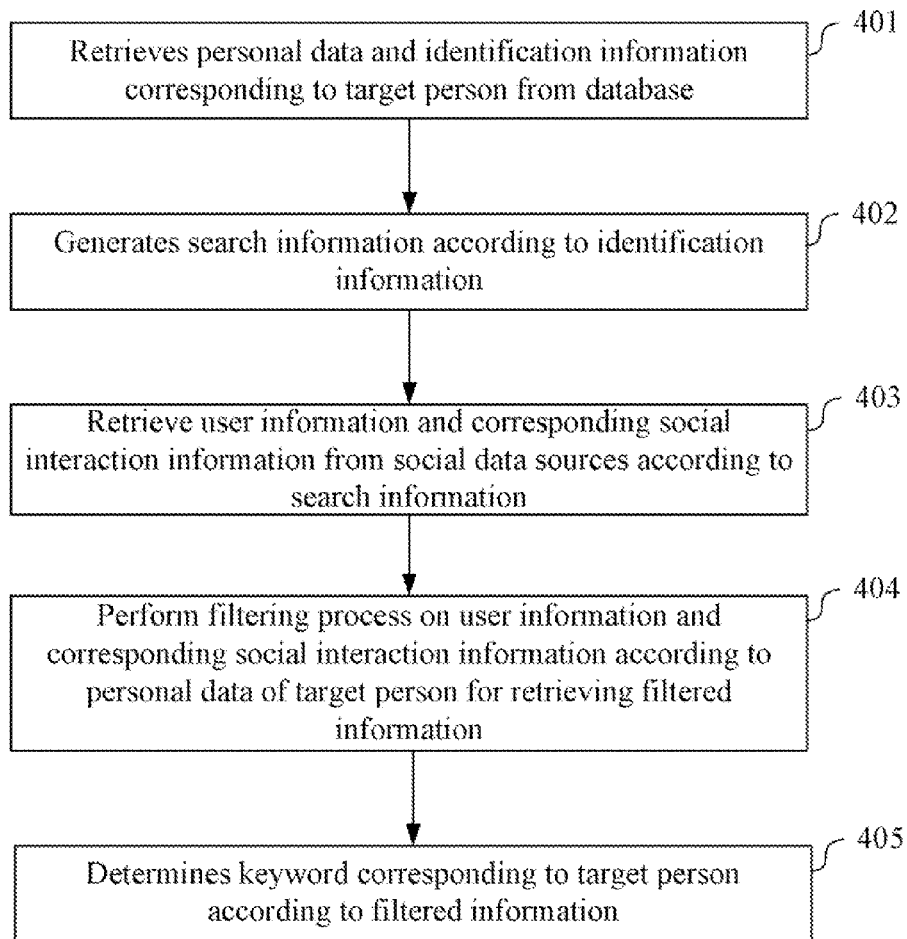 401
Retrieves personal data and identification information
corresponding to target person from database
402
Generates search information according to identification
information
403
Retrieve user information and corresponding social
interaction information from social data sources according to
search information
404
Perform filtering process on user information and
corresponding social interaction information according to
personal data of target person for retrieving filtered
information
405
Determines keyword corresponding to target person
according to filtered information